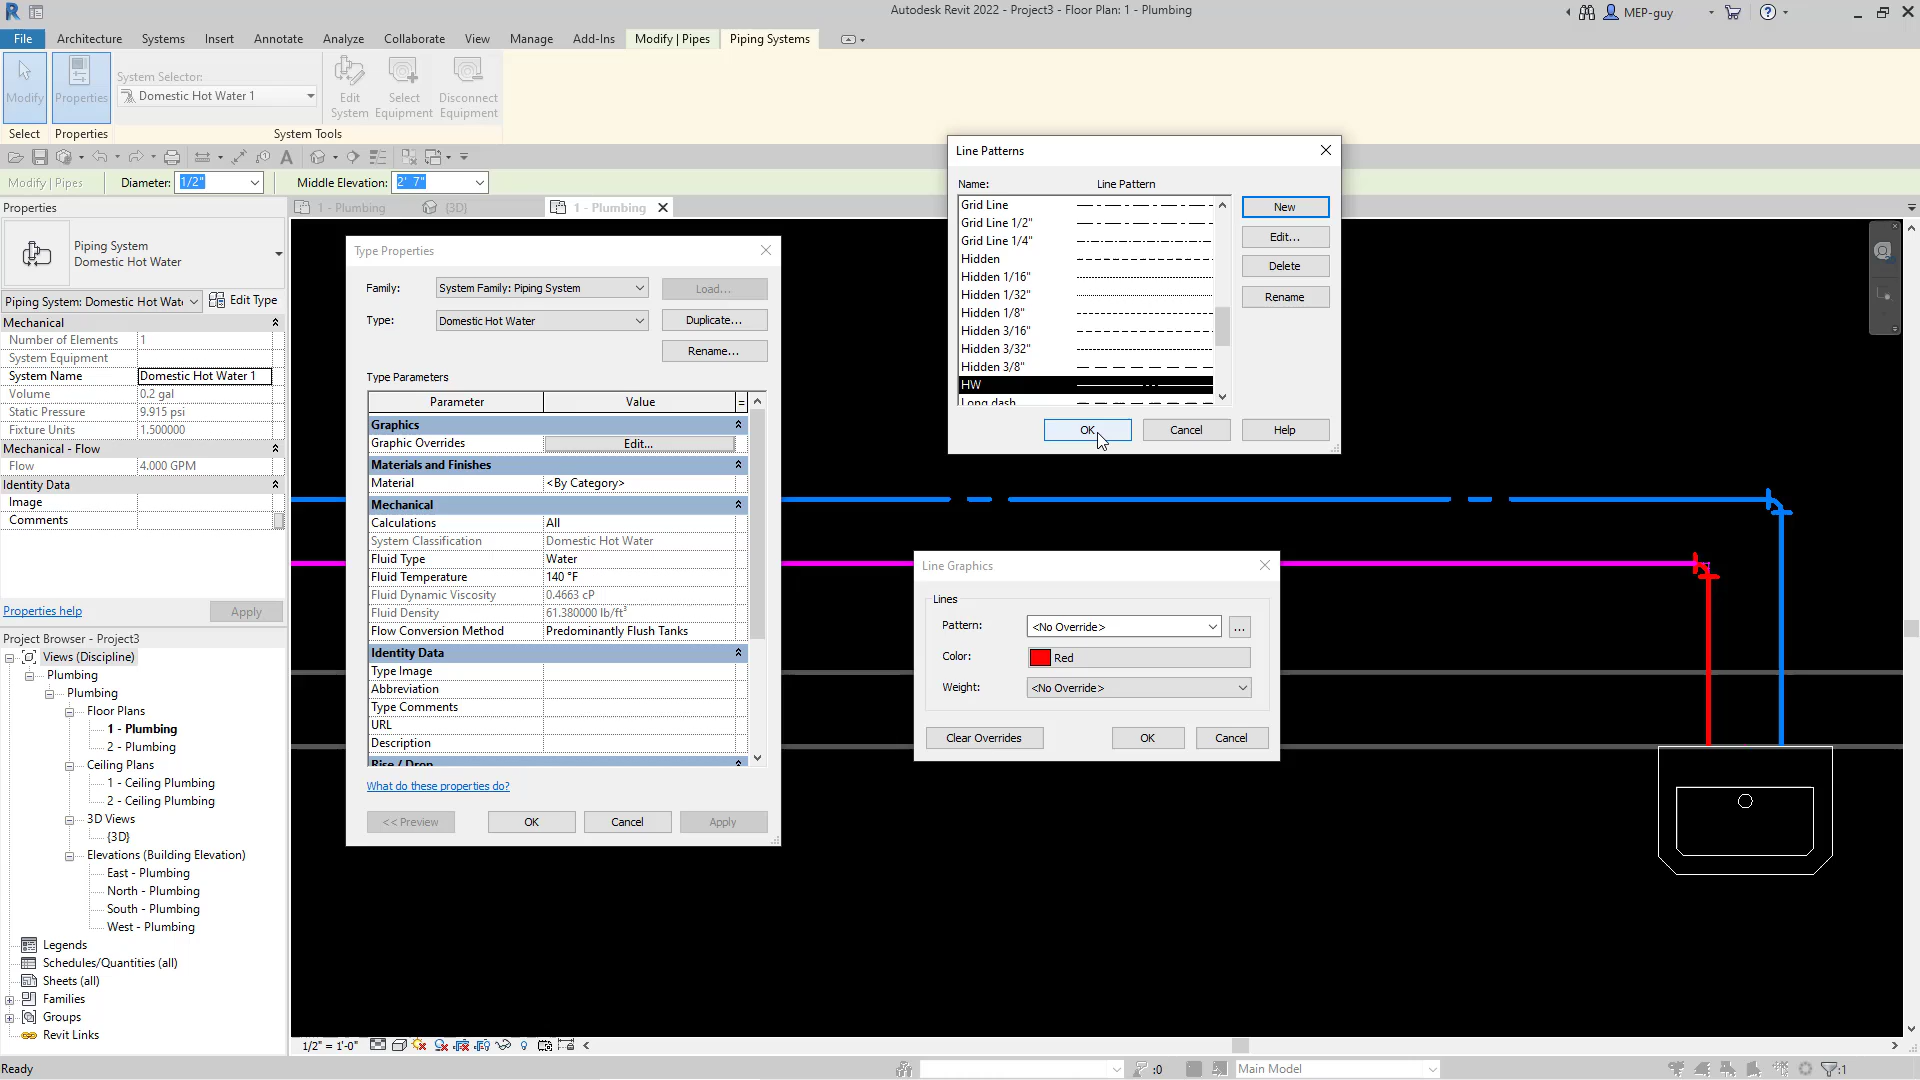 Autodesk Revit 2022 - Project3 - Floor Plan: 1 - Plumbing
MEP-guy
File Architecture Systems Insert Annotate Analyze Collaborate View Manage Add-Ins Modify | Pipes Piping Systems
System Selector:
Domestic Hot Water 1
Modify Properties
Edit System
Select Equipment
Disconnect Equipment
Select Properties System Tools
Modify | Pipes Diameter: 1/2" Middle Elevation: 2' 7"
Properties
1 - Plumbing {3D} 1 - Plumbing
Piping System
Domestic Hot Water
Piping System: Domestic Hot Wat Edit Type
Mechanical
Number of Elements 1
System Equipment
System Name Domestic Hot Water 1
Volume 0.2 gal
Static Pressure 9.915 psi
Fixture Units 1.500000
Mechanical - Flow
Flow 4.000 GPM
Identity Data
Image
Comments
Properties help Apply
Project Browser - Project3
Views (Discipline)
Plumbing
Plumbing
Floor Plans
1 - Plumbing
2 - Plumbing
Ceiling Plans
1 - Ceiling Plumbing
2 - Ceiling Plumbing
3D Views
{3D}
Elevations (Building Elevation)
East - Plumbing
North - Plumbing
South - Plumbing
West - Plumbing
Legends
Schedules/Quantities (all)
Sheets (all)
Families
Groups
Revit Links
Type Properties
Family: System Family: Piping System Load...
Type: Domestic Hot Water Duplicate...
Rename...
Type Parameters
Parameter Value =
Graphics
Graphic Overrides Edit...
Materials and Finishes
Material <By Category>
Mechanical
Calculations All
System Classification Domestic Hot Water
Fluid Type Water
Fluid Temperature 140 °F
Fluid Dynamic Viscosity 0.4663 cP
Fluid Density 61.380000 lb/ft³
Flow Conversion Method Predominantly Flush Tanks
Identity Data
Type Image
Abbreviation
Type Comments
URL
Description
Rise / Drop
What do these properties do?
<< Preview OK Cancel Apply
Line Patterns
Name: Line Pattern
Grid Line
Grid Line 1/2"
Grid Line 1/4"
Hidden
Hidden 1/16"
Hidden 1/32"
Hidden 1/8"
Hidden 3/16"
Hidden 3/32"
Hidden 3/8"
HW
Long dash
New
Edit...
Delete
Rename
OK Cancel Help
Line Graphics
Lines
Pattern: <No Override> ...
Color: Red
Weight: <No Override>
Clear Overrides OK Cancel
1/2" = 1'-0"
Ready :0 Main Model :1